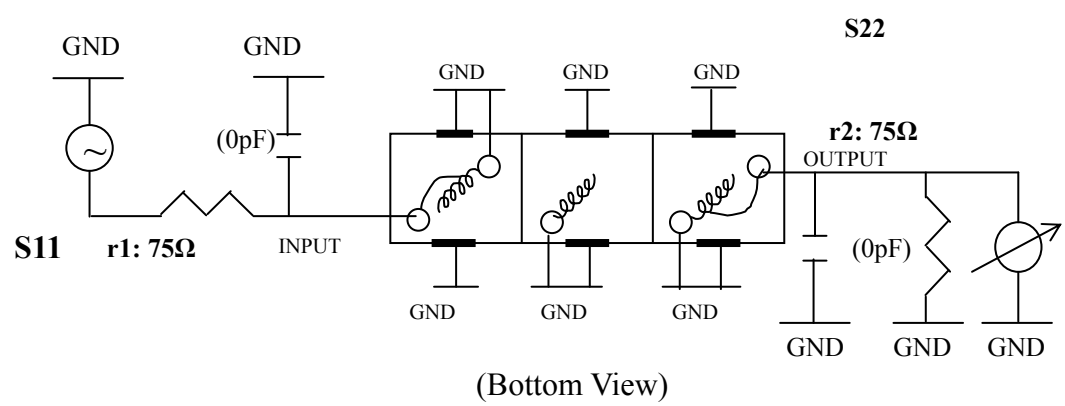 S22
GND
GND
GND
GND
GND
(0pF)
r2: 75Ω
OUTPUT
S11
r1: 75Ω
INPUT
(0pF)
GND
GND
GND
GND
GND
GND
(Bottom View)